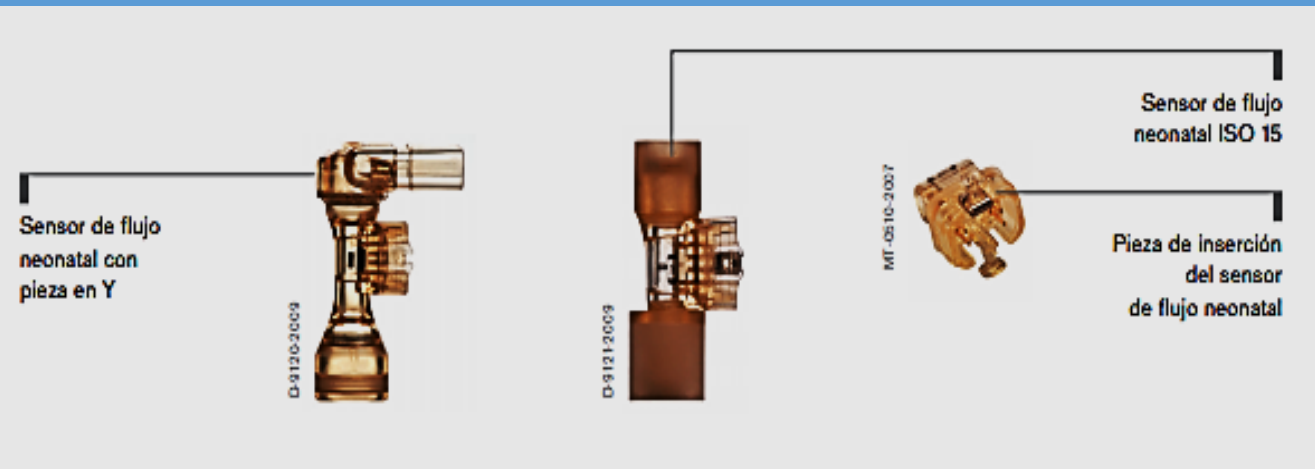 Sensor de flujo
neonatal con
pieza en Y
D-9120-2009
D-9121-2009
MT-0510-2007
Sensor de flujo
neonatal ISO 15
Pieza de inserción
del sensor
de flujo neonatal